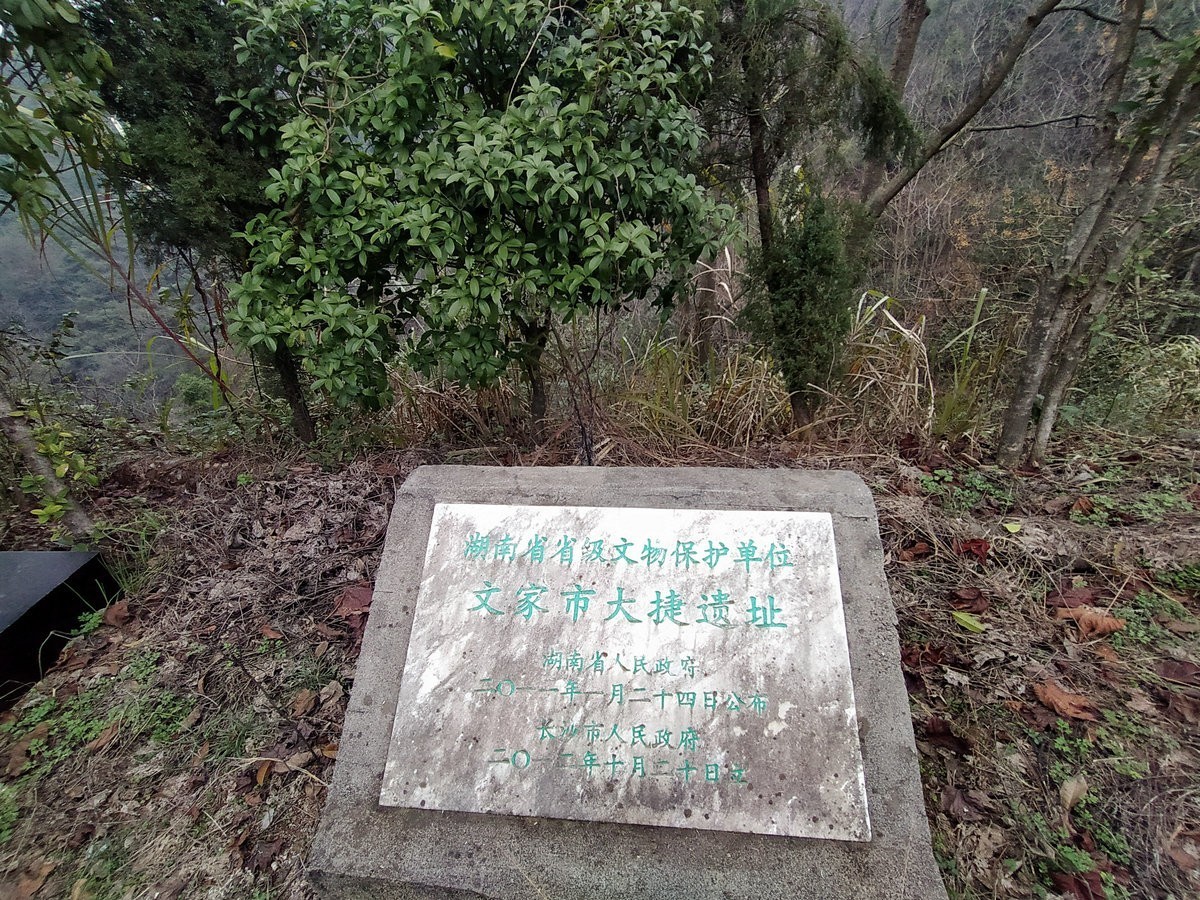 湖南省省级文物保护单位
文家市大捷遗址
湖南省人民政府
二〇一一年一月二十四日公布
长沙市人民政府
二〇一二年十月二十日立